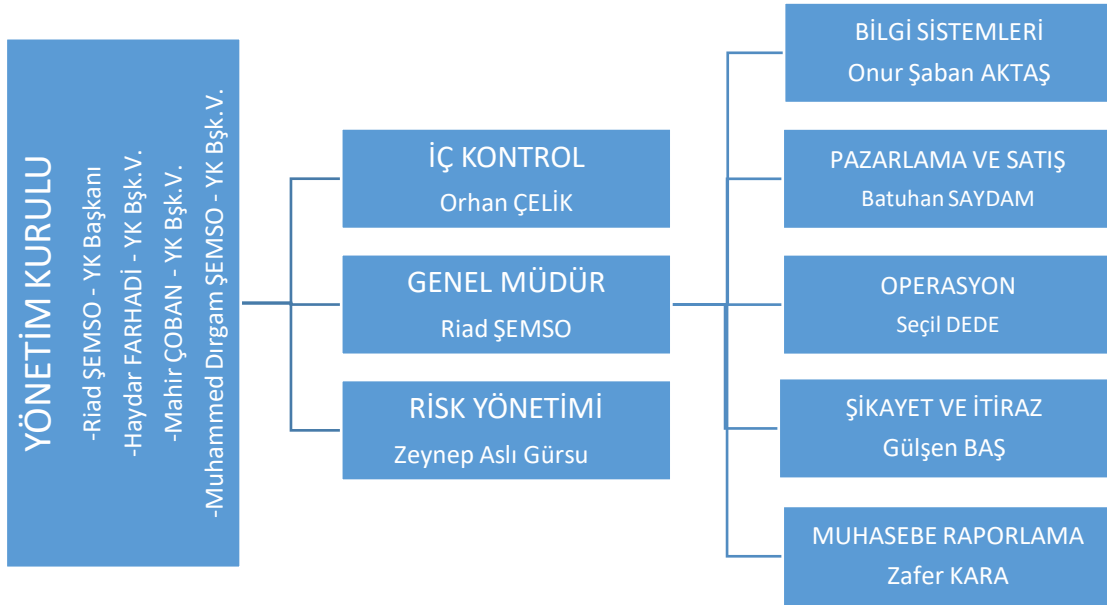 YÖNETİM KURULU
-Riad ŞEMSO - YK Başkanı
-Haydar FARHADİ - YK Bşk.V.
-Mahir ÇOBAN - YK Bşk.V.
-Muhammed Dırgam ŞEMSO - YK Bşk.V.
İÇ KONTROL
Orhan ÇELİK
GENEL MÜDÜR
Riad ŞEMSO
RİSK YÖNETİMİ
Zeynep Aslı Gürsu
BİLGİ SİSTEMLERİ
Onur Şaban AKTAŞ
PAZARLAMA VE SATIŞ
Batuhan SAYDAM
OPERASYON
Seçil DEDE
ŞİKAYET VE İTİRAZ
Gülşen BAŞ
MUHASEBE RAPORLAMA
Zafer KARA